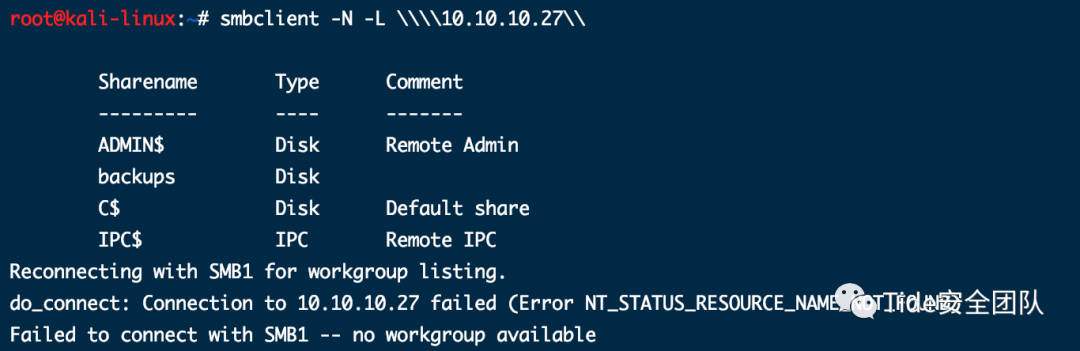 root@kali-linux:~# smbclient -N -L \\\\10.10.10.27\\
Sharename Type Comment
--------- ---- -------
ADMIN$ Disk Remote Admin
backups Disk
C$ Disk Default share
IPC$ IPC Remote IPC
Reconnecting with SMB1 for workgroup listing.
do_connect: Connection to 10.10.10.27 failed (Error NT_STATUS_RESOURCE_NAME_NOT_FOUND)
Tide安全团队
Failed to connect with SMB1 -- no workgroup available